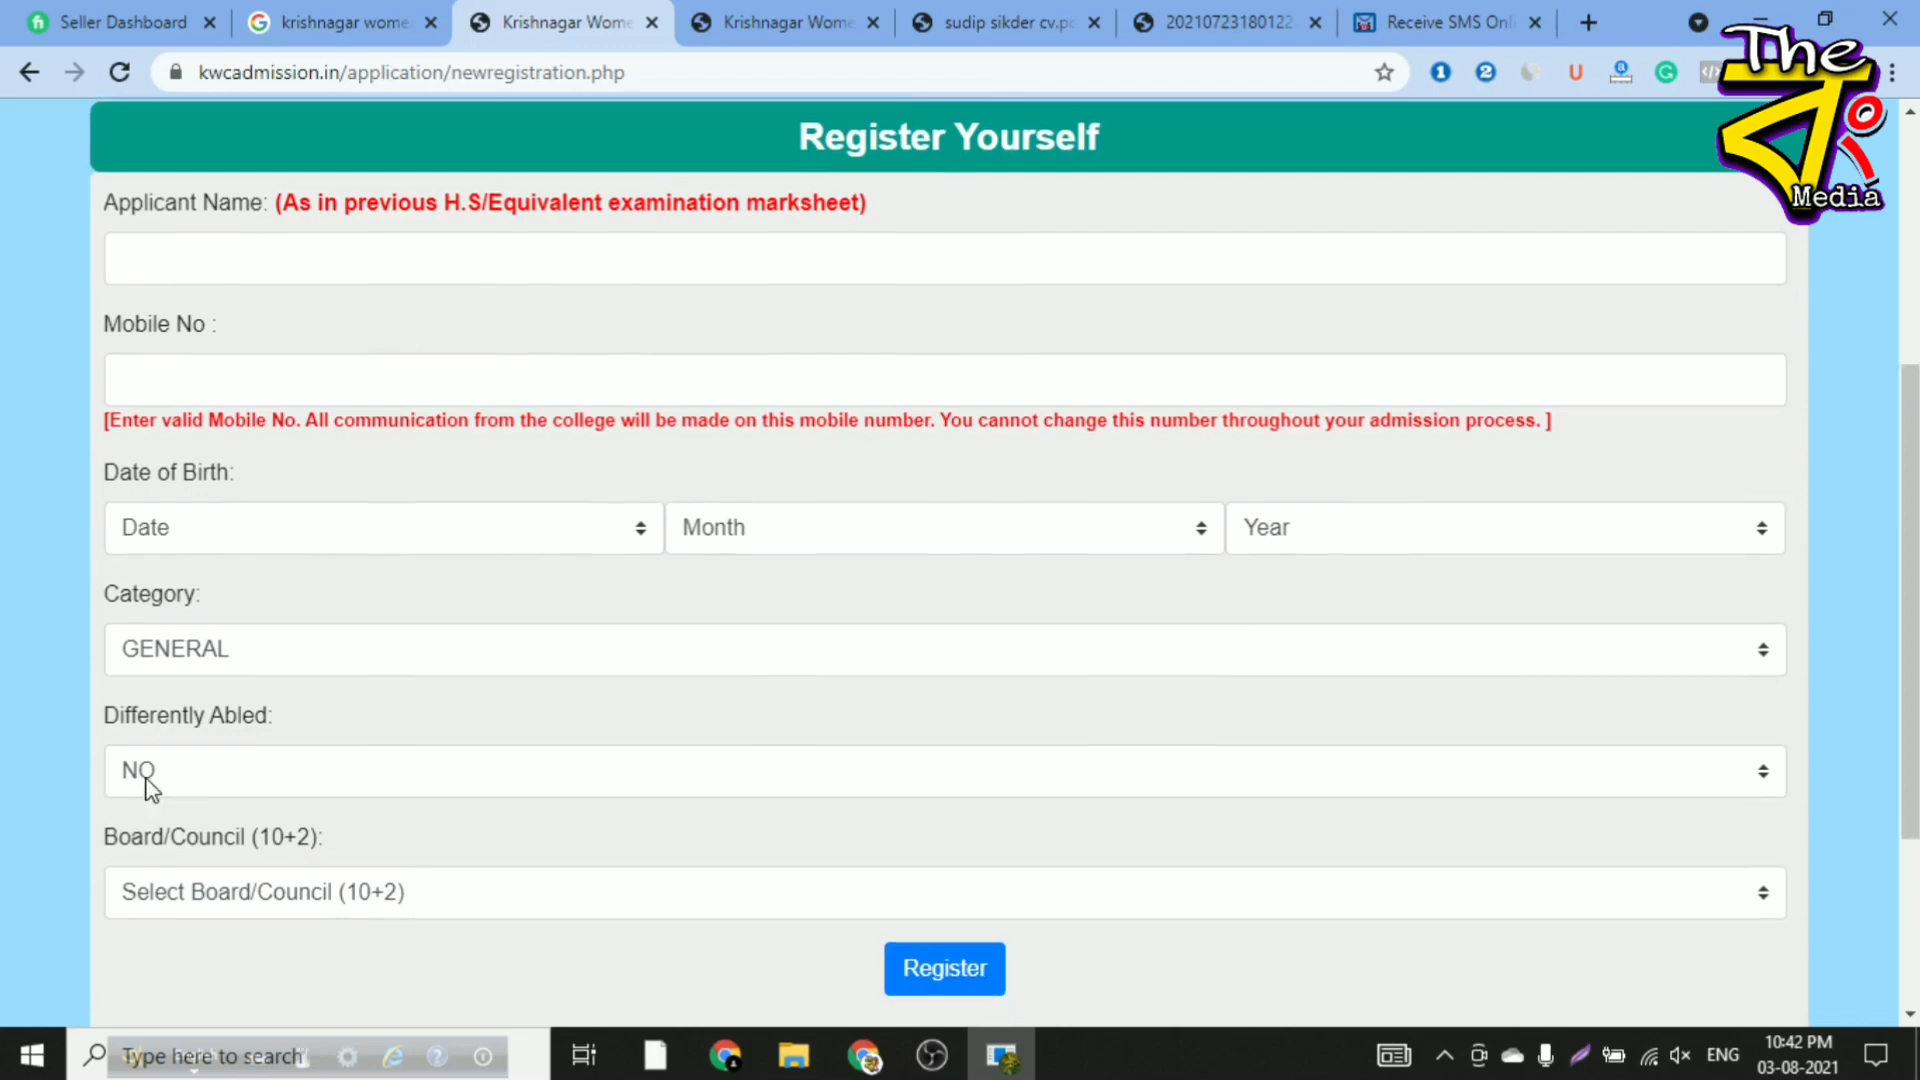 Seller Dashboard
krishnagar wome
Krishnagar Wome
Krishnagar Wome
sudip sikder cv.p
20210723180122
Receive SMS Onl
kwcadmission.in/application/newregistration.php
The
Media
Register Yourself
Applicant Name: (As in previous H.S/Equivalent examination marksheet)
Mobile No :
[Enter valid Mobile No. All communication from the college will be made on this mobile number. You cannot change this number throughout your admission process. ]
Date of Birth:
Date
Month
Year
Category:
GENERAL
Differently Abled:
NO
Board/Council (10+2):
Select Board/Council (10+2)
Register
Type here to search
ENG
10:42 PM
03-08-2021